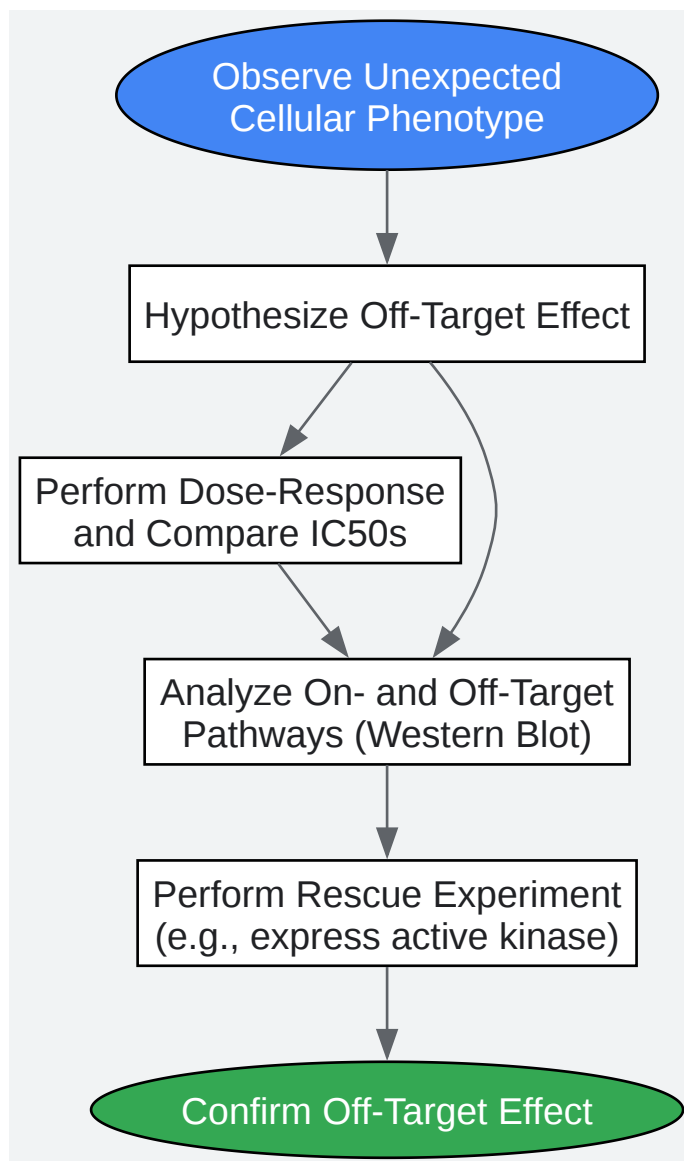 Observe Unexpected
Cellular Phenotype
Hypothesize Off-Target Effect
Perform Dose-Response
and Compare IC50s
Analyze On- and Off-Target
Pathways (Western Blot)
Perform Rescue Experiment
(e.g., express active kinase)
Confirm Off-Target Effect